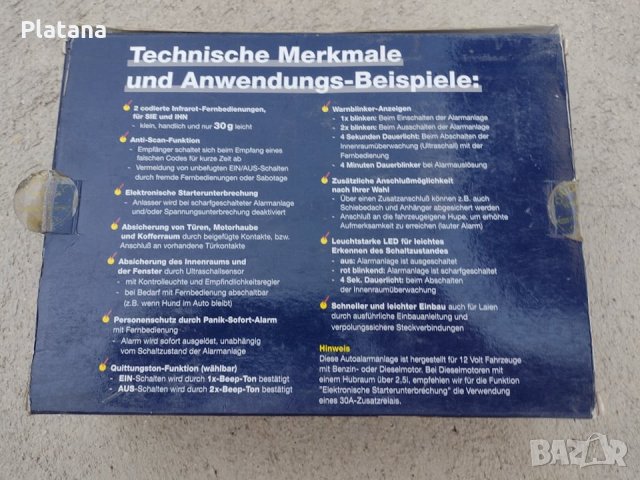 Platana
Technische Merkmale
und Anwendungs-Beispiele:
2 codierte Infrarot-Fernbedienungen,
für SIE und IHN
- klein, handlich und nur 30 g leicht
Anti-Scan-Funktion
- Empfänger schaltet sich beim Empfang eines
falschen Codes für kurze Zeit ab
- Vermeidung von unbefugten EIN/AUS-Schalten
durch fremde Fernbedienungen oder Sabotage
Elektronische Starterunterbrechung
- Anlasser wird bei scharfgeschalteter Alarmanlage
und/oder Spannungsunterbrechung deaktiviert
Absicherung von Türen, Motorhaube
und Kofferraum durch beigefügte Kontakte, bzw.
Anschluß an vorhandene Türkontakte
Absicherung des Innenraums und
der Fenster durch Ultraschallsensor
- mit Kontrolleuchte und Empfindlichkeitsregler
- bei Bedarf mit Fernbedienung abschaltbar
(z.B. wenn Hund im Auto bleibt)
Personenschutz durch Panik-Sofort-Alarm
mit Fernbedienung
- Alarm wird sofort ausgelöst, unabhängig
vom Schaltzustand der Alarmanlage
Quittungston-Funktion (wählbar)
- EIN-Schalten wird durch 1x-Beep-Ton bestätigt
- AUS-Schalten wird durch 2x-Beep-Ton bestätigt
Warnblinker-Anzeigen
- 1x blinken: Beim Einschalten der Alarmanlage
- 2x blinken: Beim Ausschalten der Alarmanlage
- 4 Sekunden Dauerlicht: Beim Abschalten der
Innenraumüberwachung (Ultraschall) mit der
Fernbedienung
- 4 Minuten Dauerblinker bei Alarmauslösung
Zusätzliche Anschlußmöglichkeit
nach Ihrer Wahl
- Über einen Zusatzanschluß können z.B. auch
Schiebedach und Anhänger abgesichert werden
- Anschluß an die fahrzeugeigene Hupe, um erhöhte
Aufmerksamkeit zu erreichen (lauter Alarm)
Leuchtstarke LED für leichtes
Erkennen des Schaltzustandes
- aus: Alarmanlage ist ausgeschaltet
- rot blinkend: Alarmanlage ist scharfgeschaltet
- 4 Sek. Dauerlicht: beim Abschalten
der Innenraumüberwachung
Schneller und leichter Einbau auch für Laien
durch ausführliche Einbauanleitung und
verpolungssichere Steckverbindungen
Hinweis
Diese Autoalarmanlage ist hergestellt für 12 Volt Fahrzeuge
mit Benzin- oder Dieselmotor. Bei Dieselmotoren mit
einem Hubraum über 2,5l, empfehlen wir für die Funktion
"Elektronische Starterunterbrechung" die Verwendung
eines 30A-Zusatzrelais.
BAZAR